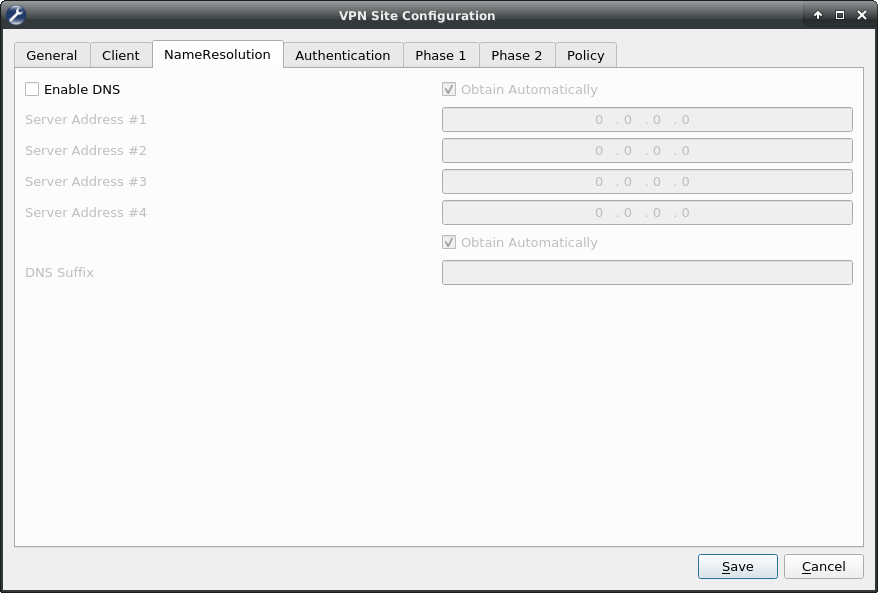 VPN Site Configuration
General Client NameResolution Authentication Phase 1 Phase 2 Policy
Enable DNS Obtain Automatically
Server Address #1 0 .0 .0 .0
Server Address #2 0 .0 .0 .0
Server Address #3 0 .0 .0 .0
Server Address #4 0 .0 .0 .0
Obtain Automatically
DNS Suffix
Save Cancel